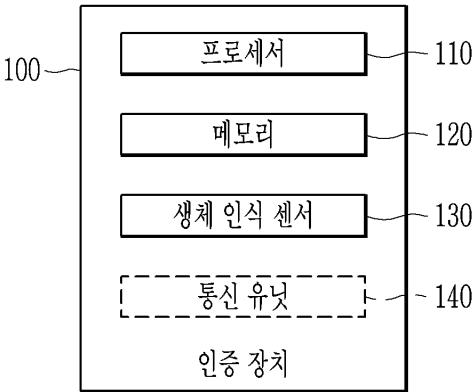 프로세서 110
100
메모리 120
생체 인식 센서 130
통신 유닛 140
인증 장치